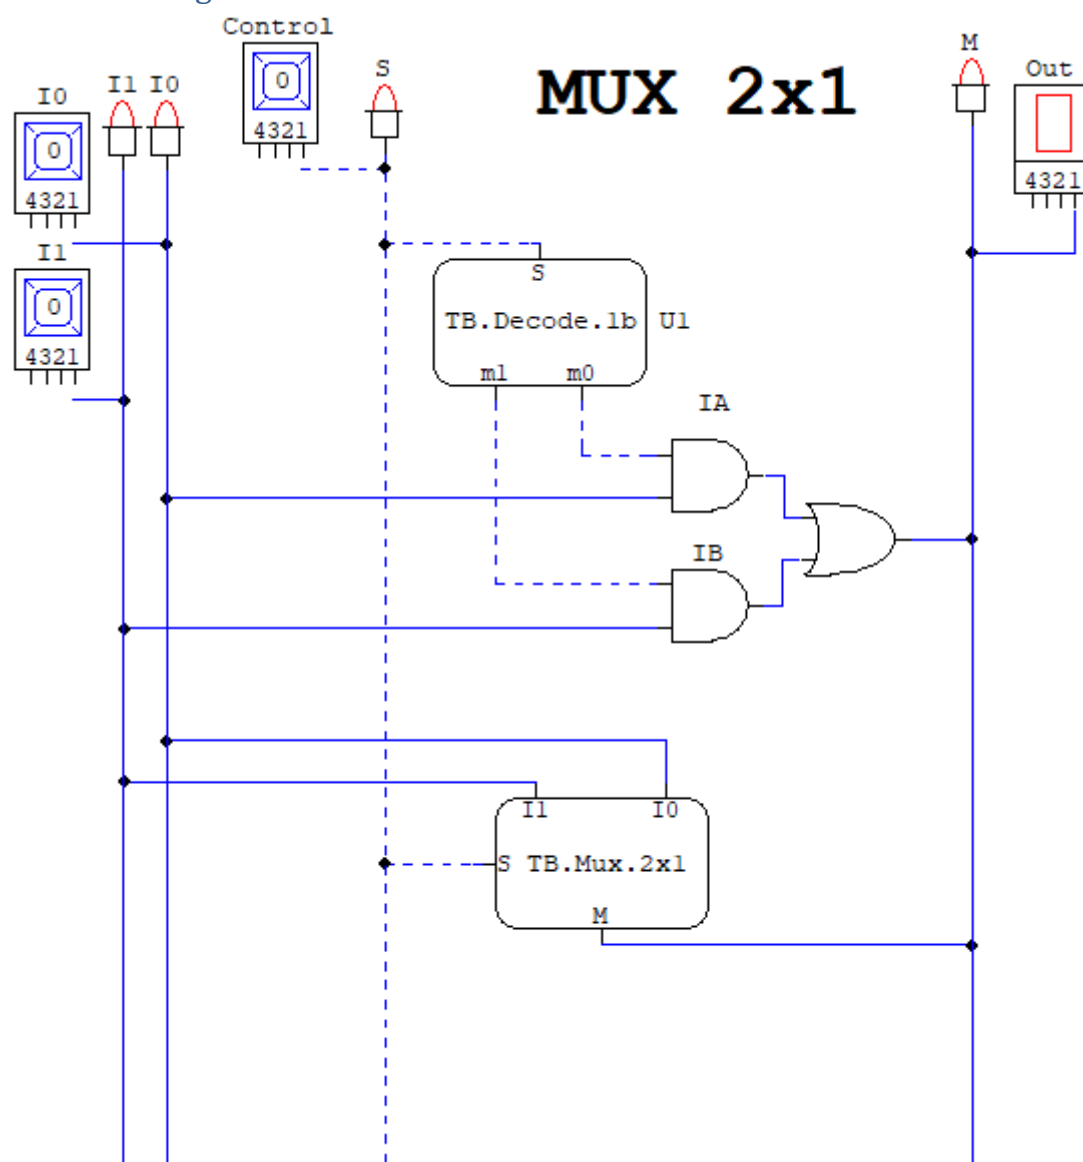 Control
M
S
Out
I1 I0
MUX 2x1
I0
0
4321
0
4321
4321
I1
0
4321
S
TB.Decode.1b U1
m1 m0
IA
IB
I1 I0
S TB.Mux.2x1
M